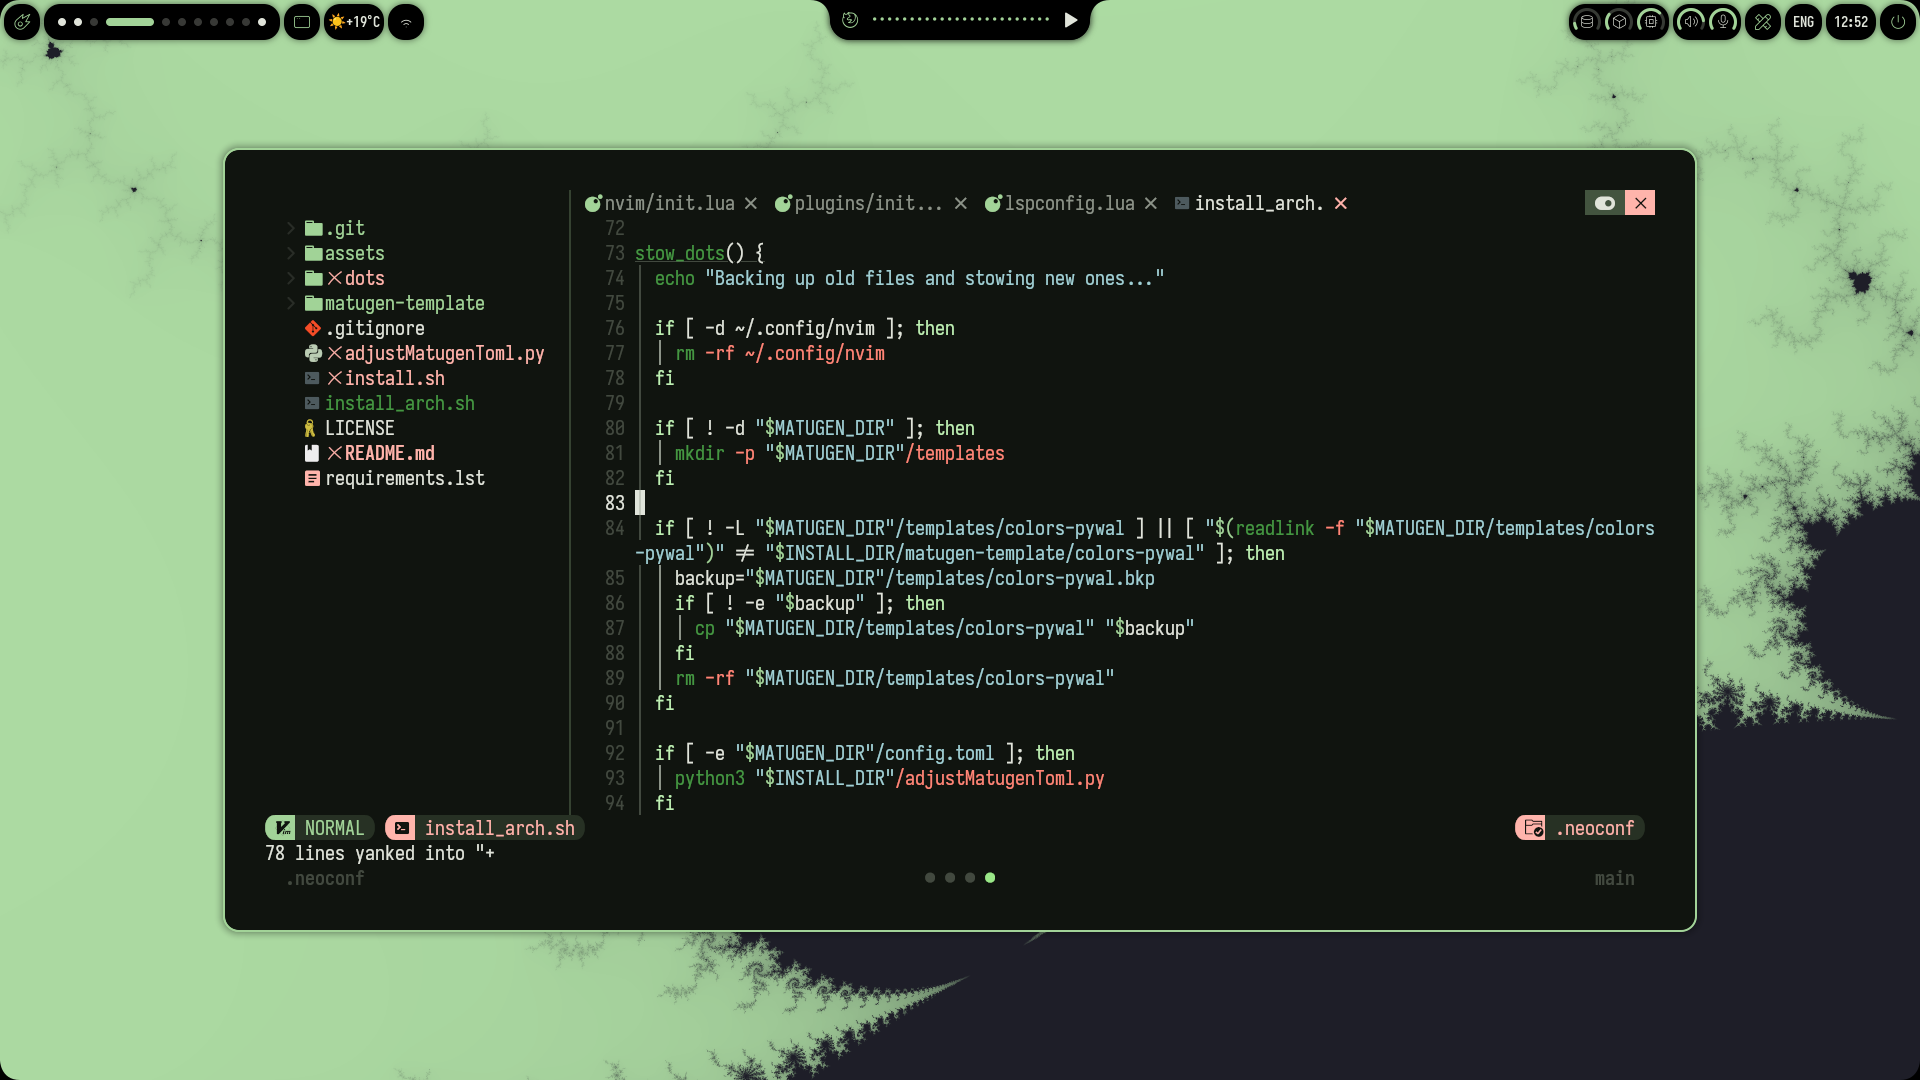 +19°C
ENG
12:52
nvim/init.lua
plugins/init...
lspconfig.lua
install_arch.
.git
assets
dots
matugen-template
.gitignore
adjustMatugenToml.py
install.sh
install_arch.sh
LICENSE
README.md
requirements.lst
72
73 stow_dots() {
74 echo "Backing up old files and stowing new ones..."
75
76 if [ -d ~/.config/nvim ]; then
77 rm -rf ~/.config/nvim
78 fi
79
80 if [ ! -d "$MATUGEN_DIR" ]; then
81 mkdir -p "$MATUGEN_DIR"/templates
82 fi
83
84 if [ ! -L "$MATUGEN_DIR"/templates/colors-pywal ] || [ "$(readlink -f "$MATUGEN_DIR/templates/colors
-pywal")" ≠ "$INSTALL_DIR/matugen-template/colors-pywal" ]; then
85 backup="$MATUGEN_DIR"/templates/colors-pywal.bkp
86 if [ ! -e "$backup" ]; then
87 cp "$MATUGEN_DIR/templates/colors-pywal" "$backup"
88 fi
89 rm -rf "$MATUGEN_DIR/templates/colors-pywal"
90 fi
91
92 if [ -e "$MATUGEN_DIR"/config.toml ]; then
93 python3 "$INSTALL_DIR"/adjustMatugenToml.py
94 fi
NORMAL install_arch.sh .neoconf
78 lines yanked into "+
.neoconf main